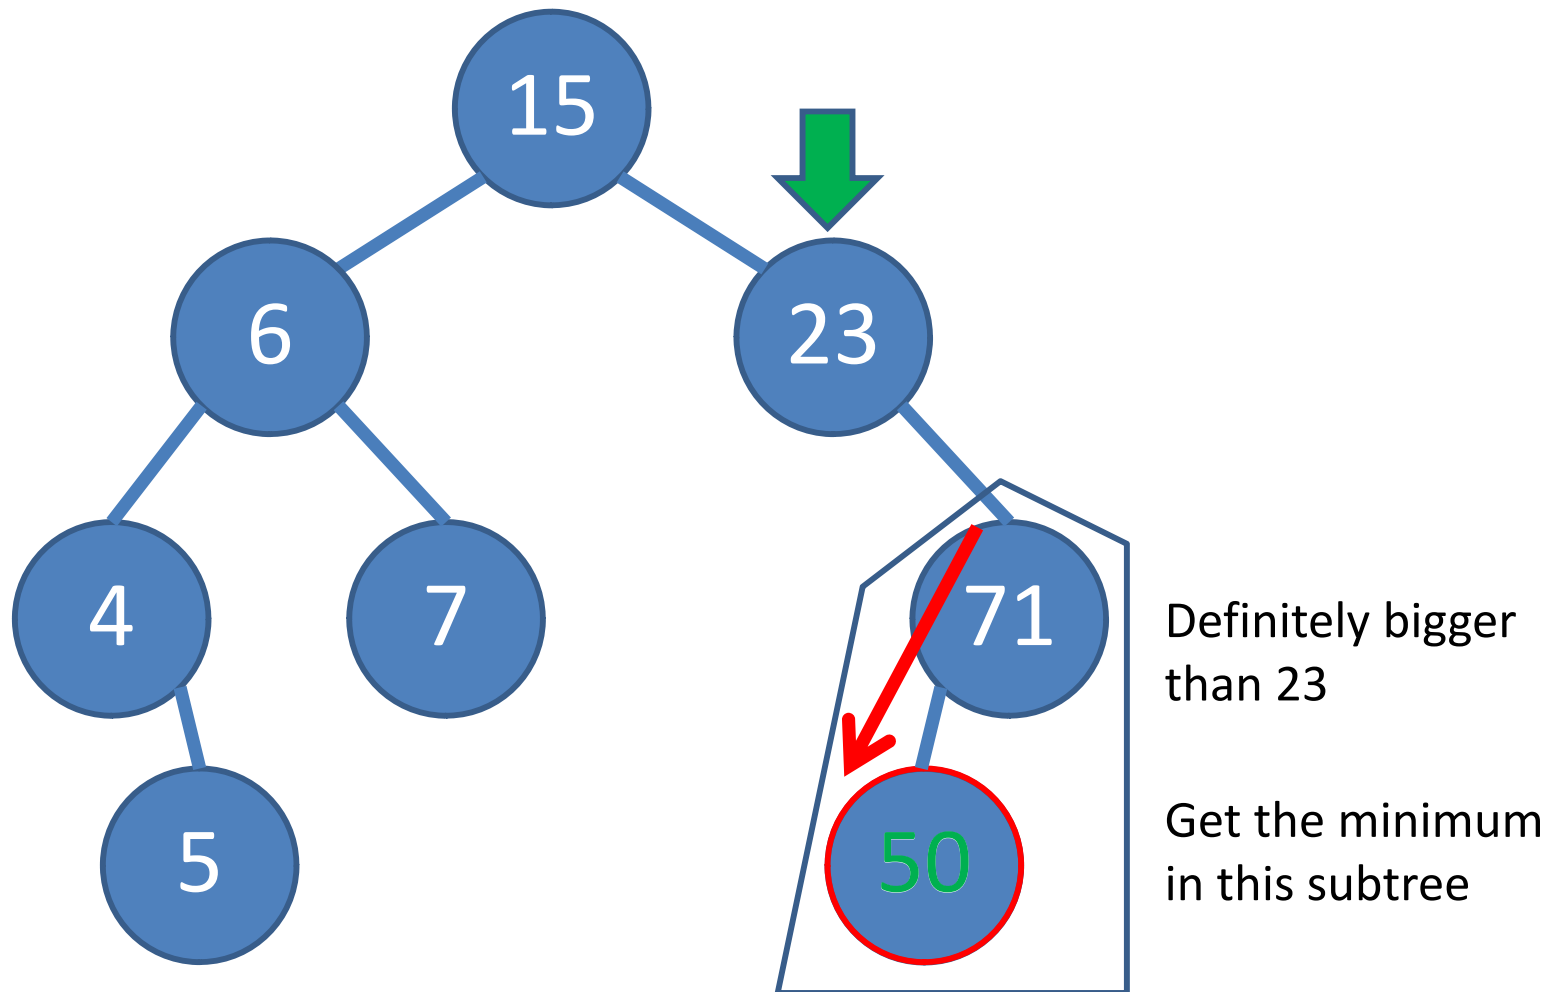 15
6
23
4
7
71
Definitely bigger
than 23
5
50
Get the minimum
in this subtree